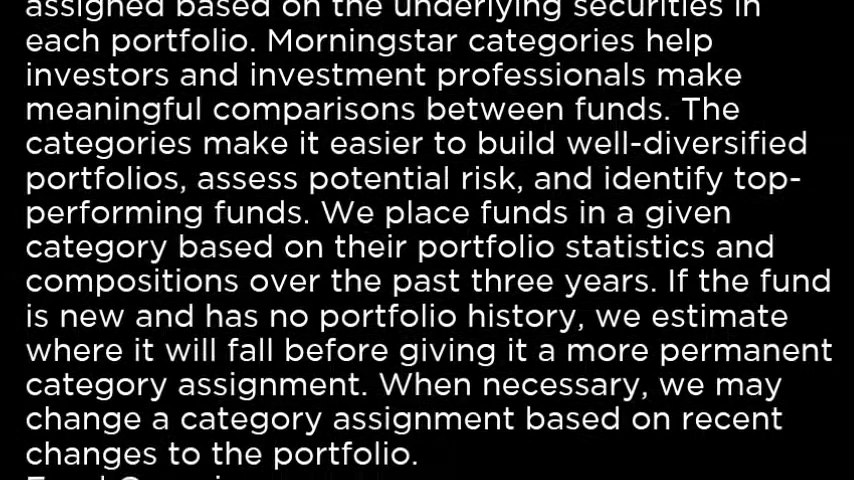 assigned based on the underlying securities in
each portfolio. Morningstar categories help
investors and investment professionals make
meaningful comparisons between funds. The
categories make it easier to build well-diversified
portfolios, assess potential risk, and identify top-
performing funds. We place funds in a given
category based on their portfolio statistics and
compositions over the past three years. If the fund
is new and has no portfolio history, we estimate
where it will fall before giving it a more permanent
category assignment. When necessary, we may
change a category assignment based on recent
changes to the portfolio.